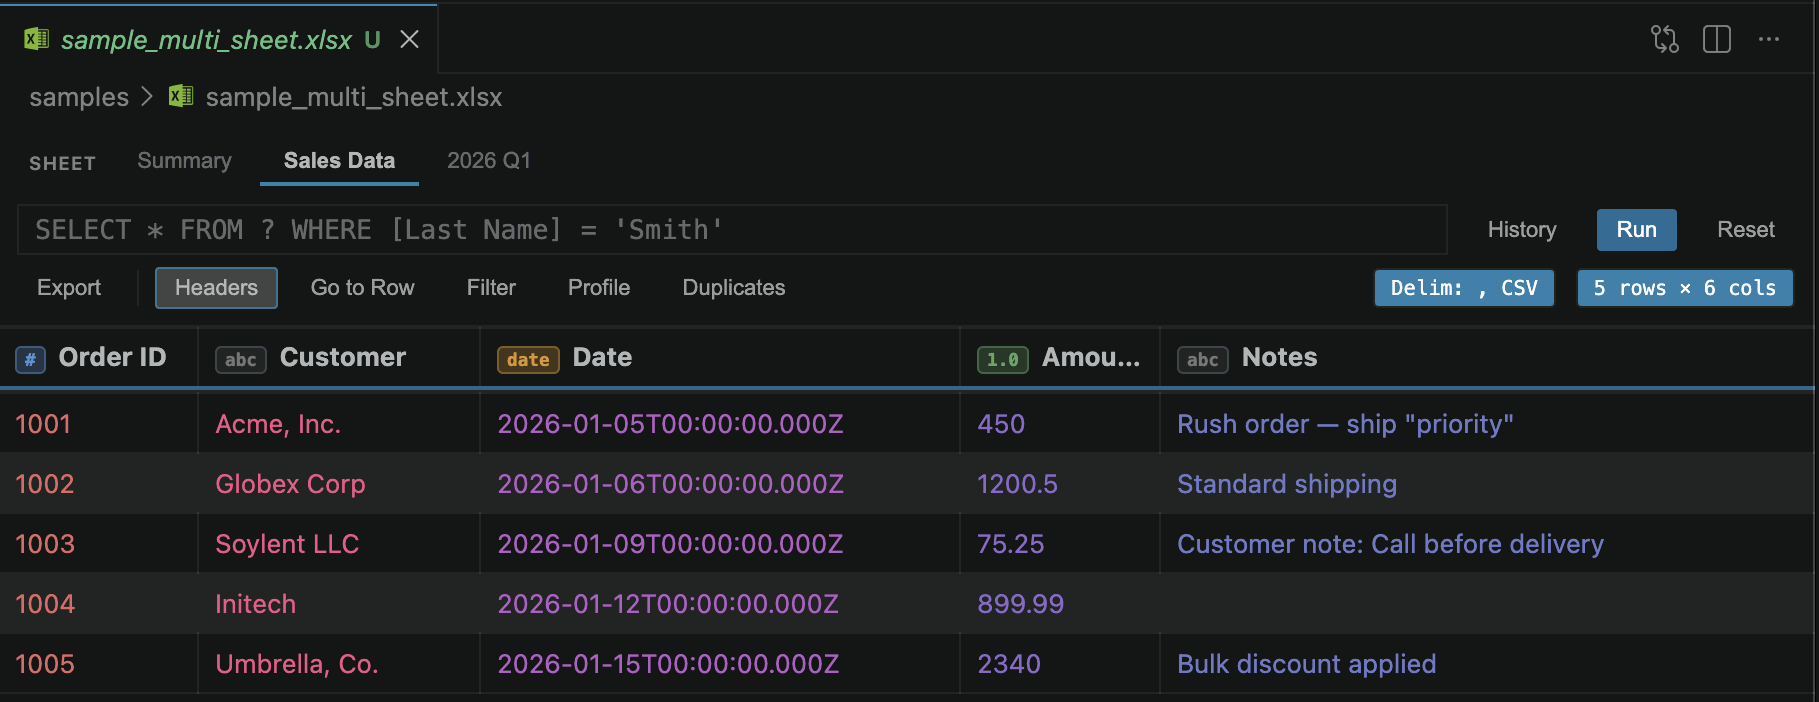 sample_multi_sheet.xlsx U
samples > sample_multi_sheet.xlsx
SHEET Summary Sales Data 2026 Q1
SELECT * FROM ? WHERE [Last Name] = 'Smith' History Run Reset
Export Headers Go to Row Filter Profile Duplicates Delim: , CSV 5 rows × 6 cols
# Order ID abc Customer date Date 1.0 Amou... abc Notes
1001 Acme, Inc. 2026-01-05T00:00:00.000Z 450 Rush order — ship "priority"
1002 Globex Corp 2026-01-06T00:00:00.000Z 1200.5 Standard shipping
1003 Soylent LLC 2026-01-09T00:00:00.000Z 75.25 Customer note: Call before delivery
1004 Initech 2026-01-12T00:00:00.000Z 899.99
1005 Umbrella, Co. 2026-01-15T00:00:00.000Z 2340 Bulk discount applied